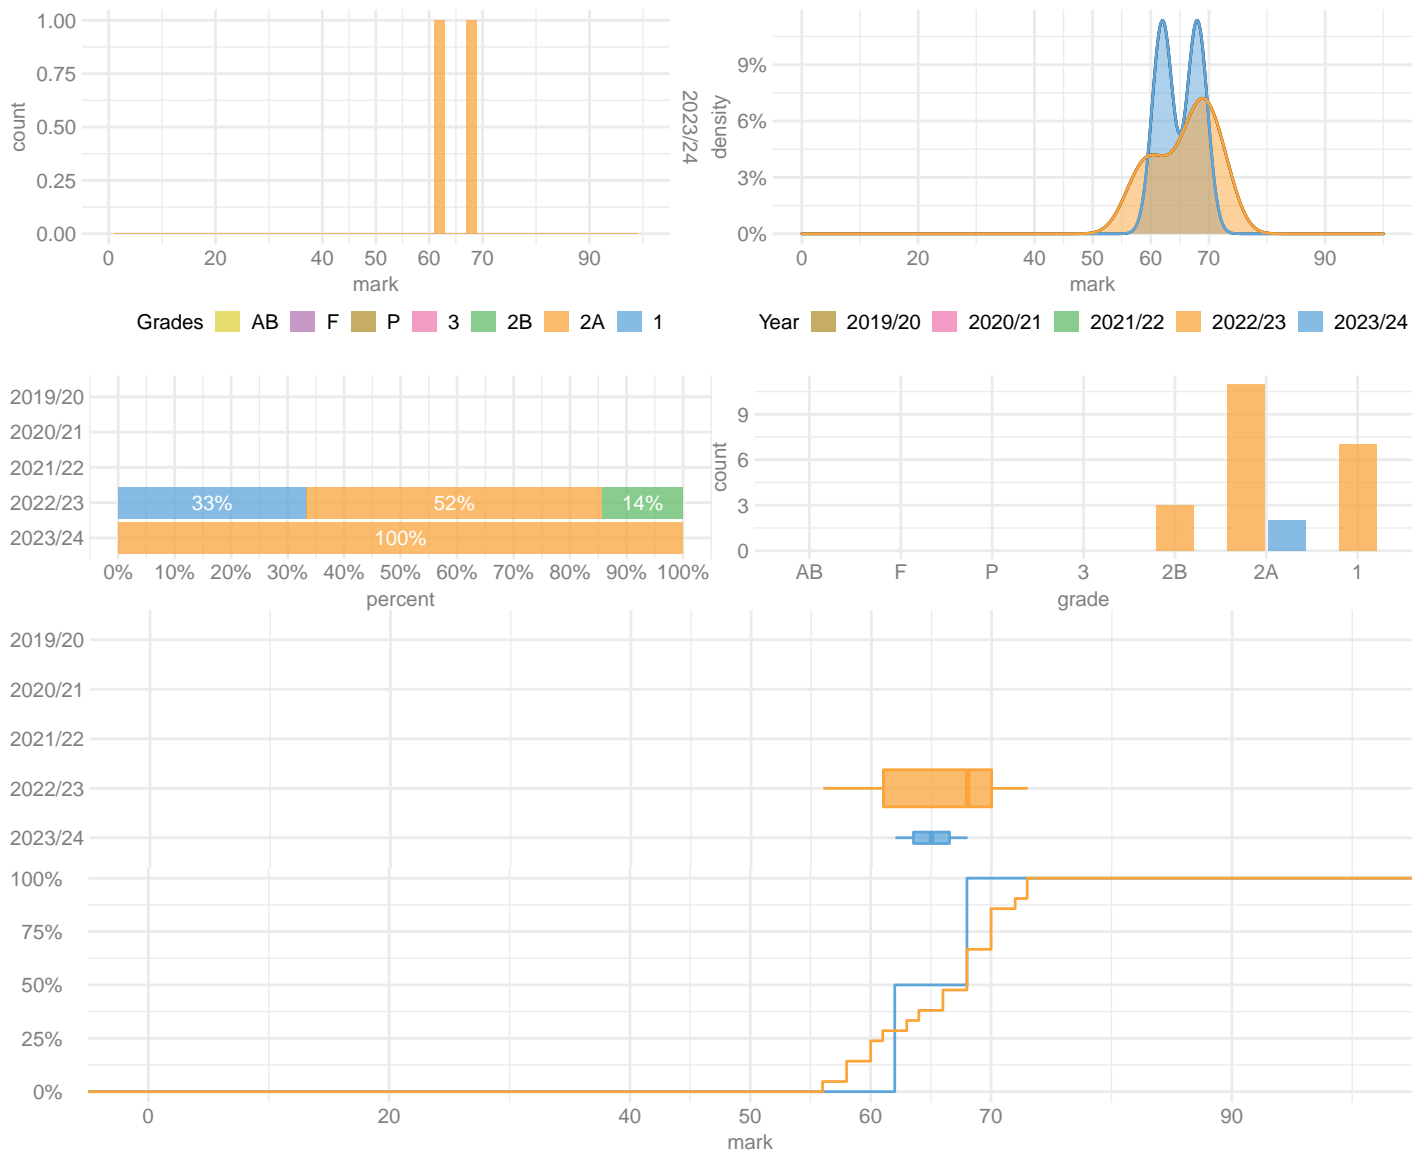 1.00
0.75
0.50
0.25
0.00
count
0 20 40 50 60 70 90
mark
2023/24
9%
6%
3%
0%
density
0 20 40 50 60 70 90
mark
Grades AB F P 3 2B 2A 1
Year 2019/20 2020/21 2021/22 2022/23 2023/24
2019/20
2020/21
2021/22
2022/23 33% 52% 14%
2023/24 100%
0% 10% 20% 30% 40% 50% 60% 70% 80% 90% 100%
percent
9
6
3
0
count
AB F P 3 2B 2A 1
grade
2019/20
2020/21
2021/22
2022/23
2023/24
100%
75%
50%
25%
0%
0 20 40 50 60 70 90
mark